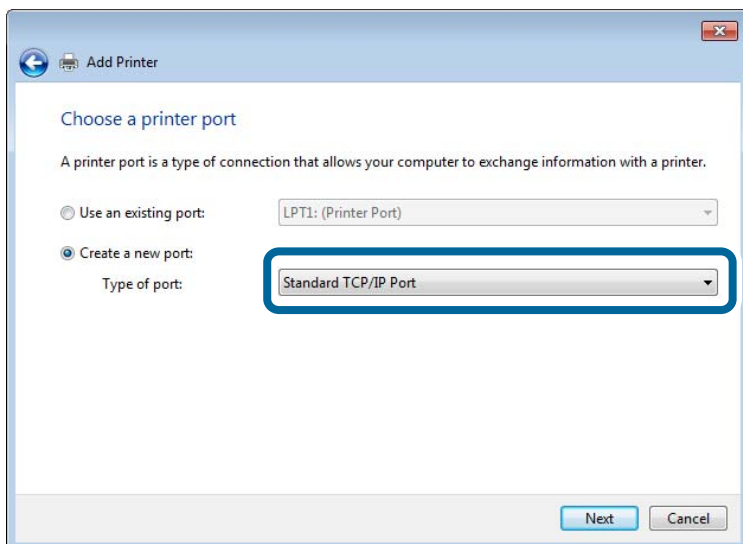 Add Printer
Choose a printer port
A printer port is a type of connection that allows your computer to exchange information with a printer.
Use an existing port:
LPT1: (Printer Port)
Create a new port:
Type of port:
Standard TCP/IP Port
Next
Cancel